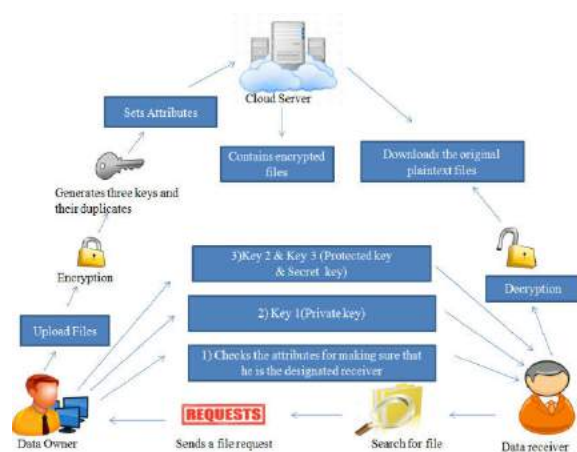 Cloud Server
Sets Attributes
Contains encrypted
files
Downloads the original
plaintext files
Generates three keys and
their duplicates
3)Key 2 & Key 3 (Protected key
& Secret key)
Encryption
Decryption
2) Key 1(Private key)
Upload Files
1) Checks the attributes for making sure that
he is the designated receiver
REQUESTS
Data Owner
Sends a file request
Search for file
Data receiver